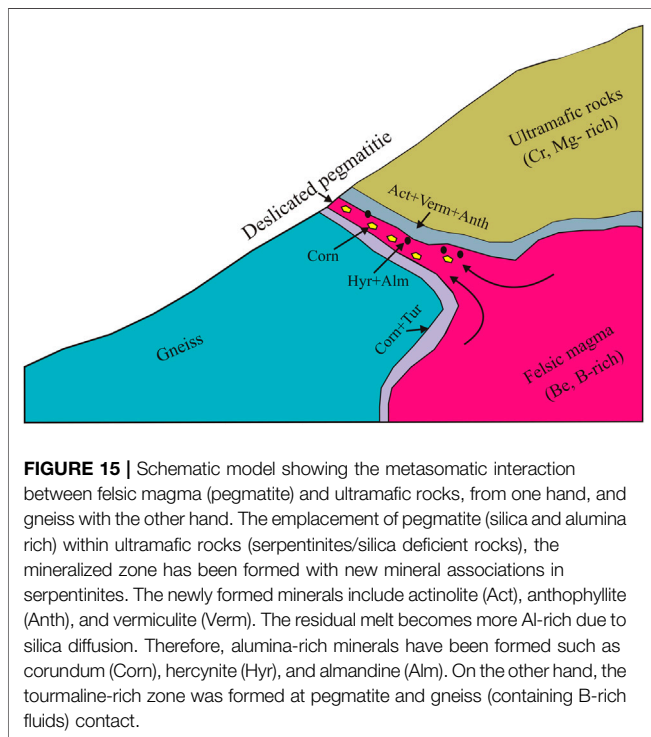 Ultramafic rocks
(Cr, Mg- rich)
Deslicated pegmatitie
Act+Verm+Anth
Corn
Hyr+Alm
Corn+Tur
Gneiss
Felsic magma
(Be, B-rich)
FIGURE 15 | Schematic model showing the metasomatic interaction
between felsic magma (pegmatite) and ultramafic rocks, from one hand, and
gneiss with the other hand. The emplacement of pegmatite (silica and alumina
rich) within ultramafic rocks (serpentinites/silica deficient rocks), the
mineralized zone has been formed with new mineral associations in
serpentinites. The newly formed minerals include actinolite (Act), anthophyllite
(Anth), and vermiculite (Verm). The residual melt becomes more Al-rich due to
silica diffusion. Therefore, alumina-rich minerals have been formed such as
corundum (Corn), hercynite (Hyr), and almandine (Alm). On the other hand, the
tourmaline-rich zone was formed at pegmatite and gneiss (containing B-rich
fluids) contact.